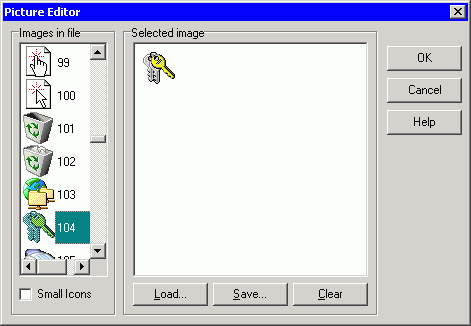 Picture Editor
Images in file
99
100
101
102
103
104
105
Small Icons
Selected image
Load...
Save...
Clear
OK
Cancel
Help